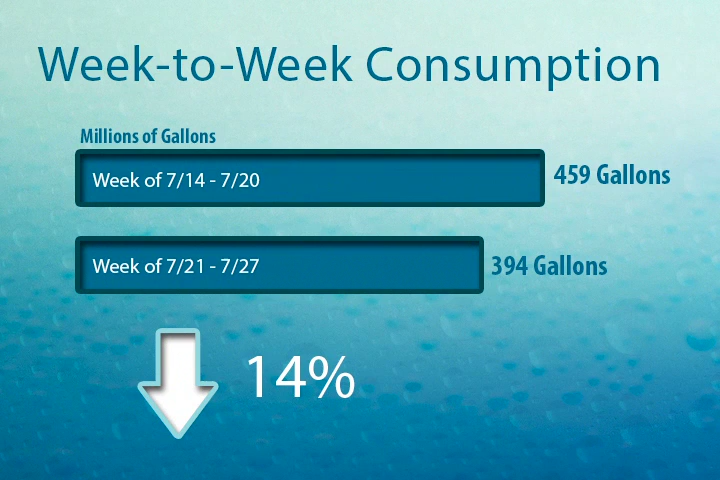 Week-to-Week Consumption
Millions of Gallons
Week of 7/14 - 7/20
459 Gallons
Week of 7/21 - 7/27
394 Gallons
14%